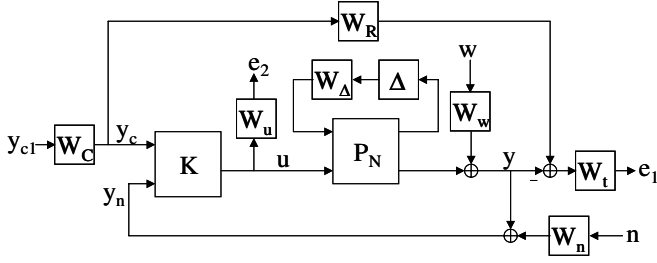 W_R
w
e_2
W_Δ
Δ
W_w
W_u
y_c1
W_C
y_c
K
u
P_N
y
−
W_t
e_1
y_n
W_n
n